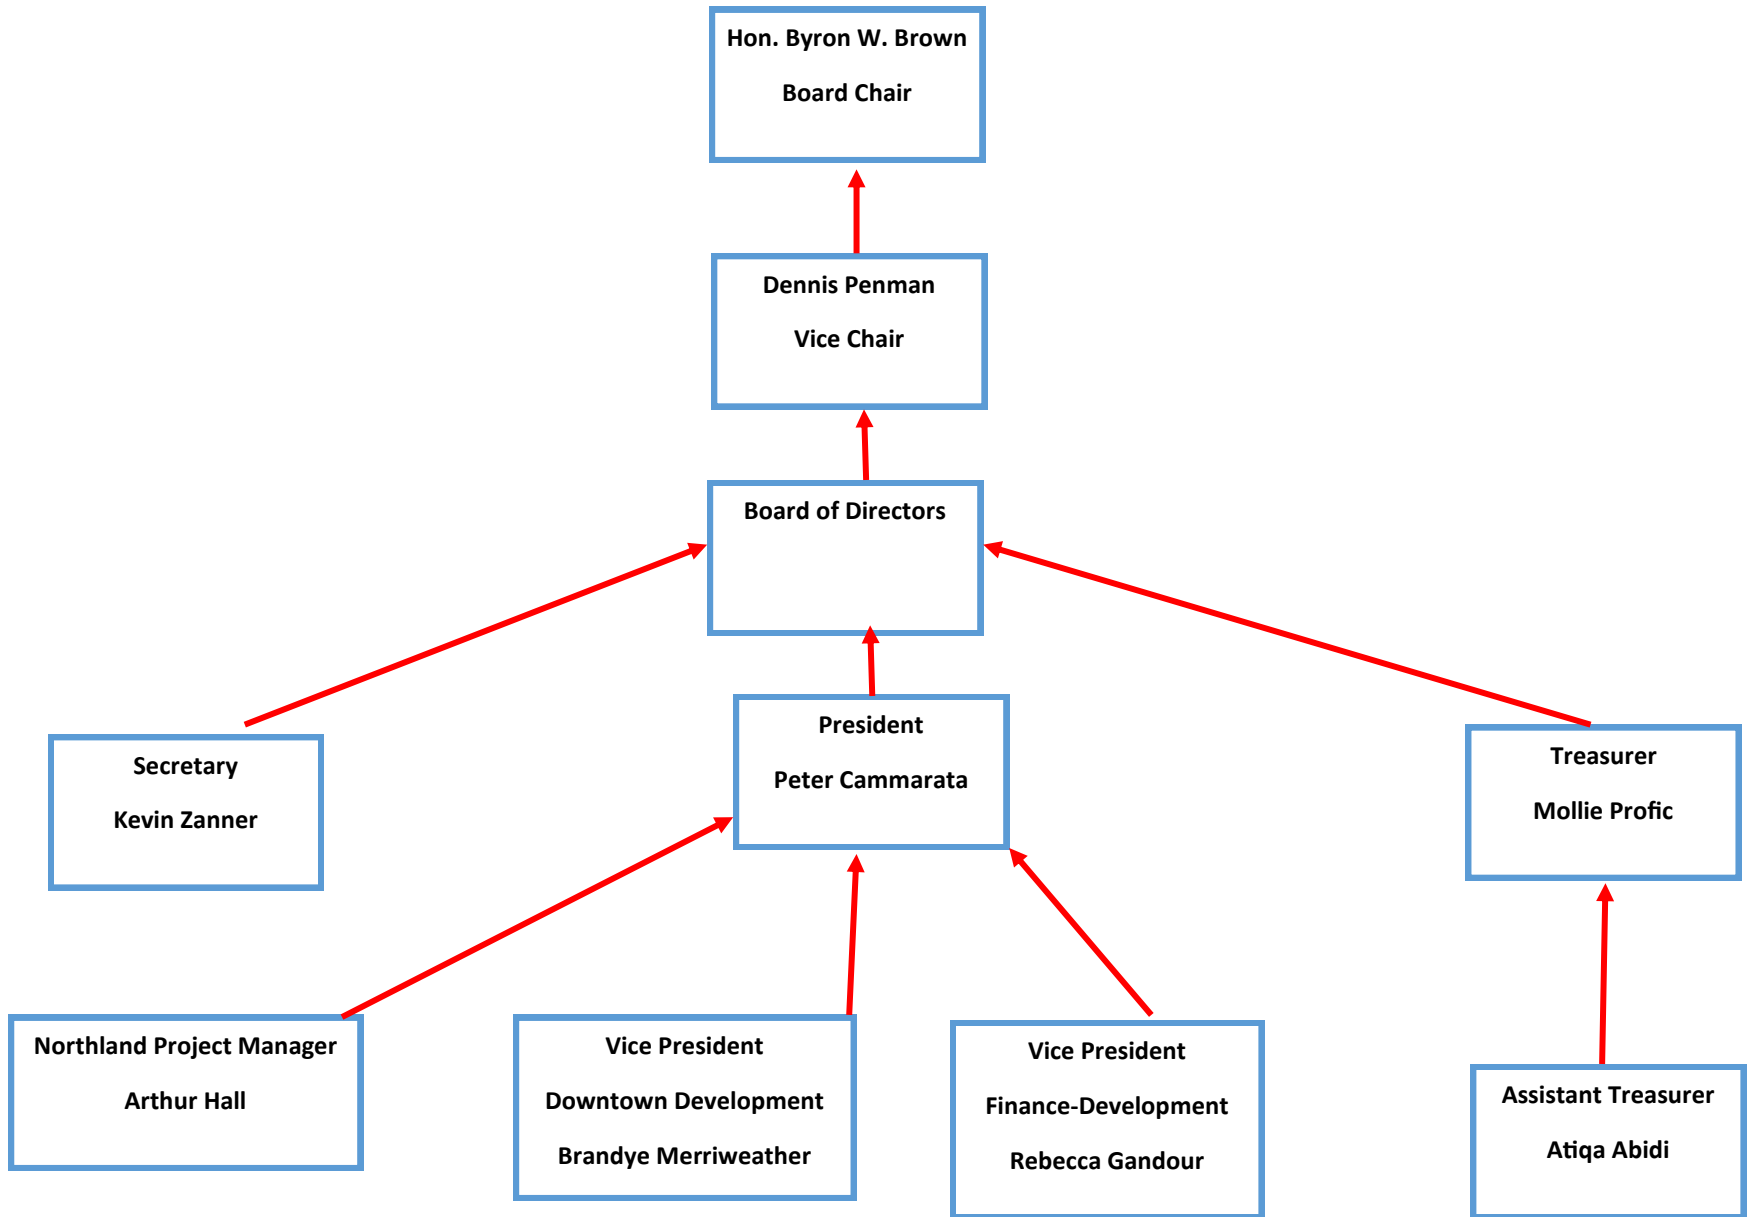 Hon. Byron W. Brown
Board Chair
Dennis Penman
Vice Chair
Board of Directors
President
Peter Cammarata
Secretary
Kevin Zanner
Treasurer
Mollie Profic
Northland Project Manager
Arthur Hall
Vice President
Downtown Development
Brandye Merriweather
Vice President
Finance-Development
Rebecca Gandour
Assistant Treasurer
Atiqa Abidi